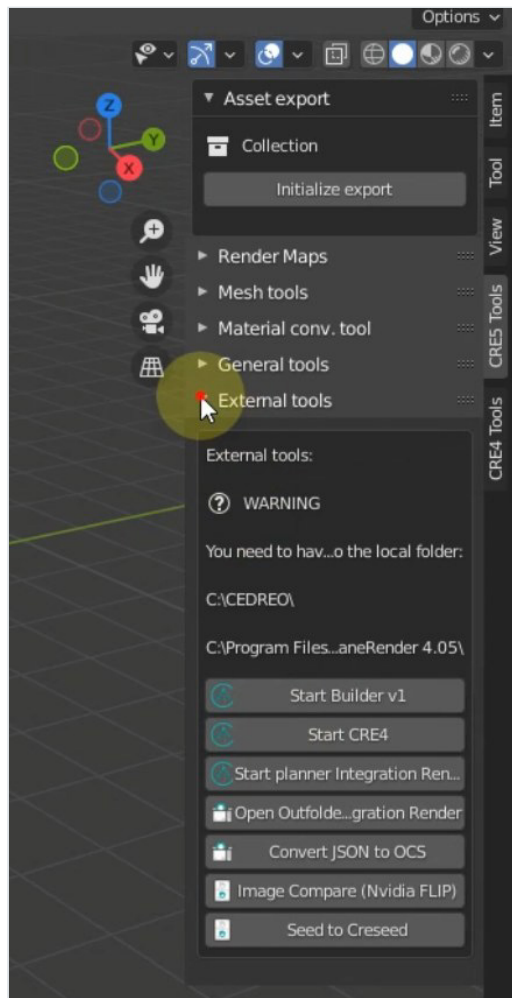 Options
Z
Y
X
Asset export
Collection
Initialize export
Render Maps
Mesh tools
Material conv. tool
General tools
External tools
External tools:
WARNING
You need to hav...o the local folder:
C:\CEDREO\
C:\Program Files...aneRender 4.05\
Start Builder v1
Start CRE4
Start planner Integration Ren...
Open Outfolde...gration Render
Convert JSON to OCS
Image Compare (Nvidia FLIP)
Seed to Creseed
Item
Tool
View
CRE5 Tools
CRE4 Tools